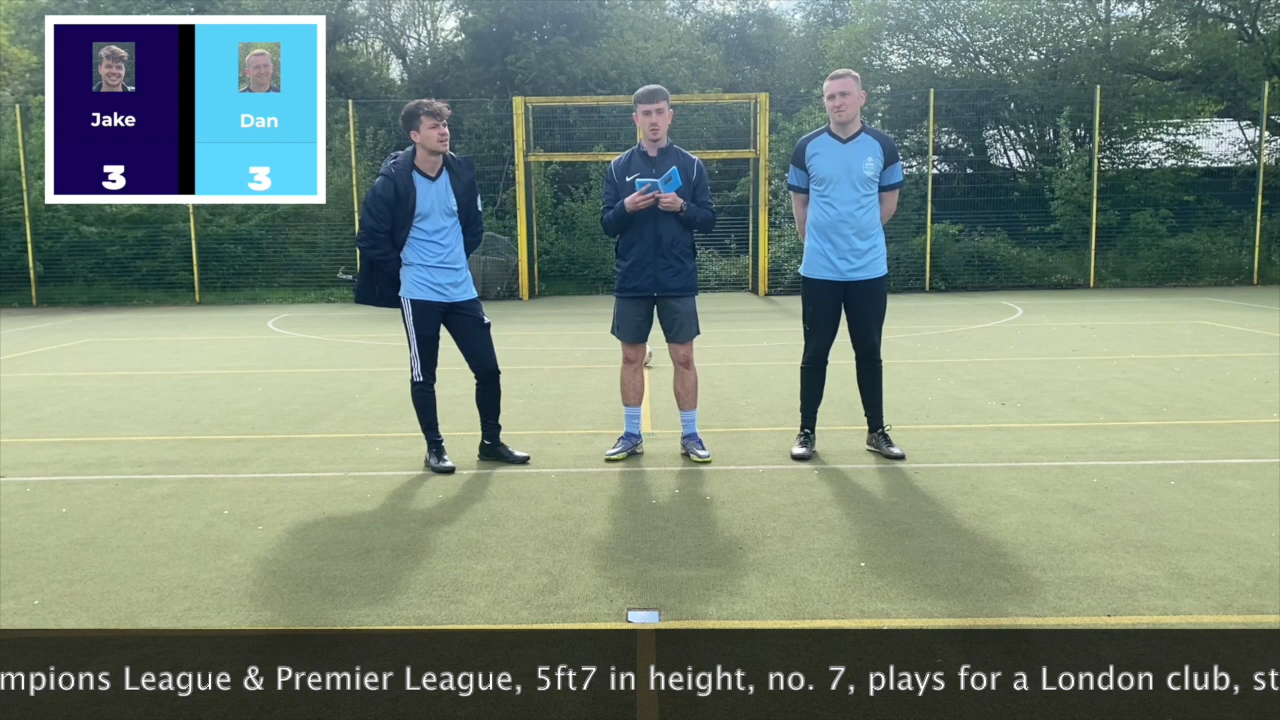 Jake
Dan
3
3
mpions League & Premier League, 5ft7 in height, no. 7, plays for a London club, st